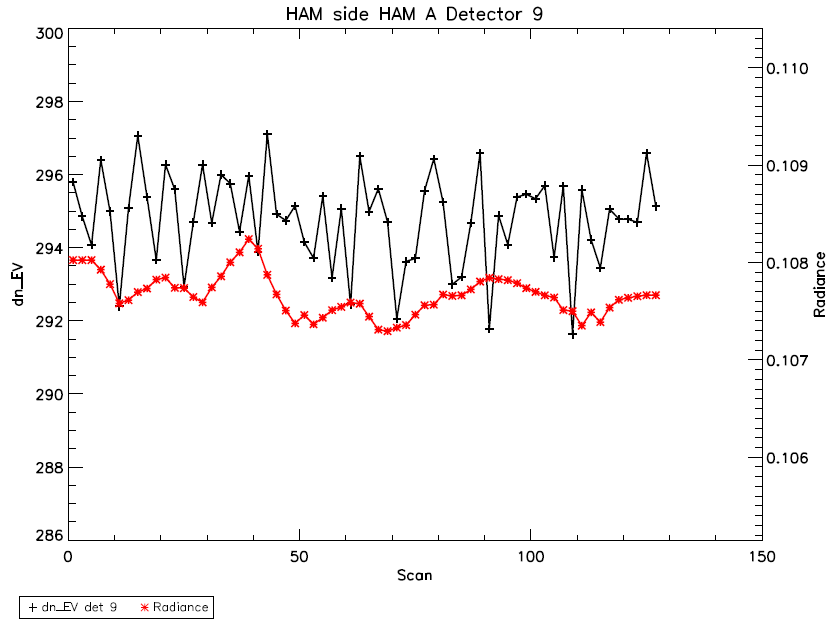 HAM side HAM A Detector 9
300
298
296
294
292
290
288
286
dn_EV
0.110
0.109
0.108
0.107
0.106
Radiance
0
50
100
150
Scan
dn_EV det 9
Radiance